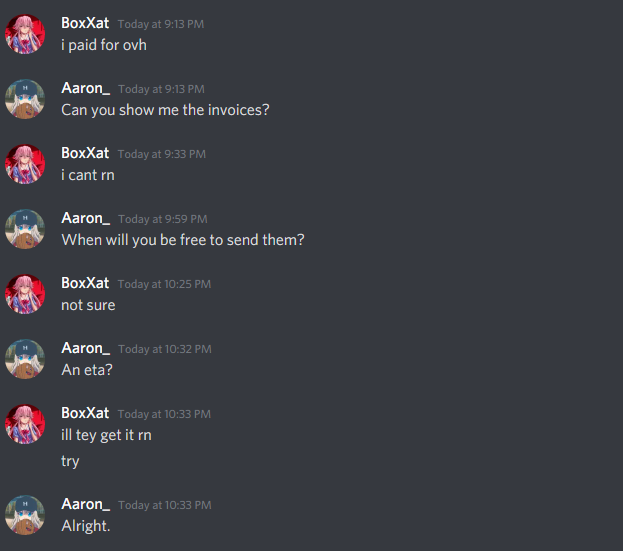 BoxXat Today at 9:13 PM
i paid for ovh
Aaron_ Today at 9:13 PM
Can you show me the invoices?
BoxXat Today at 9:33 PM
i cant rn
Aaron_ Today at 9:59 PM
When will you be free to send them?
BoxXat Today at 10:25 PM
not sure
Aaron_ Today at 10:32 PM
An eta?
BoxXat Today at 10:33 PM
ill tey get it rn
try
Aaron_ Today at 10:33 PM
Alright.